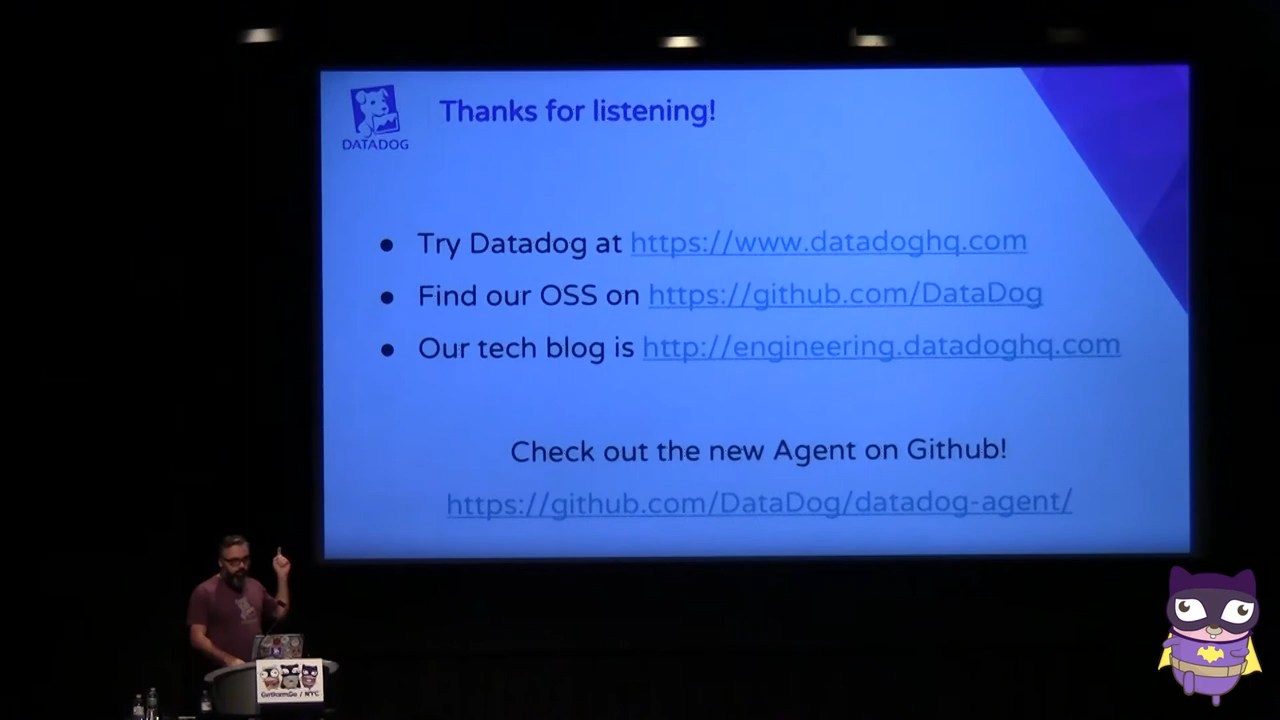 DATADOG
Thanks for listening!
Try Datadog at https://www.datadoghq.com
Find our OSS on https://github.com/DataDog
Our tech blog is http://engineering.datadoghq.com
Check out the new Agent on Github!
https://github.com/DataDog/datadog-agent/
GothamGo / NYC